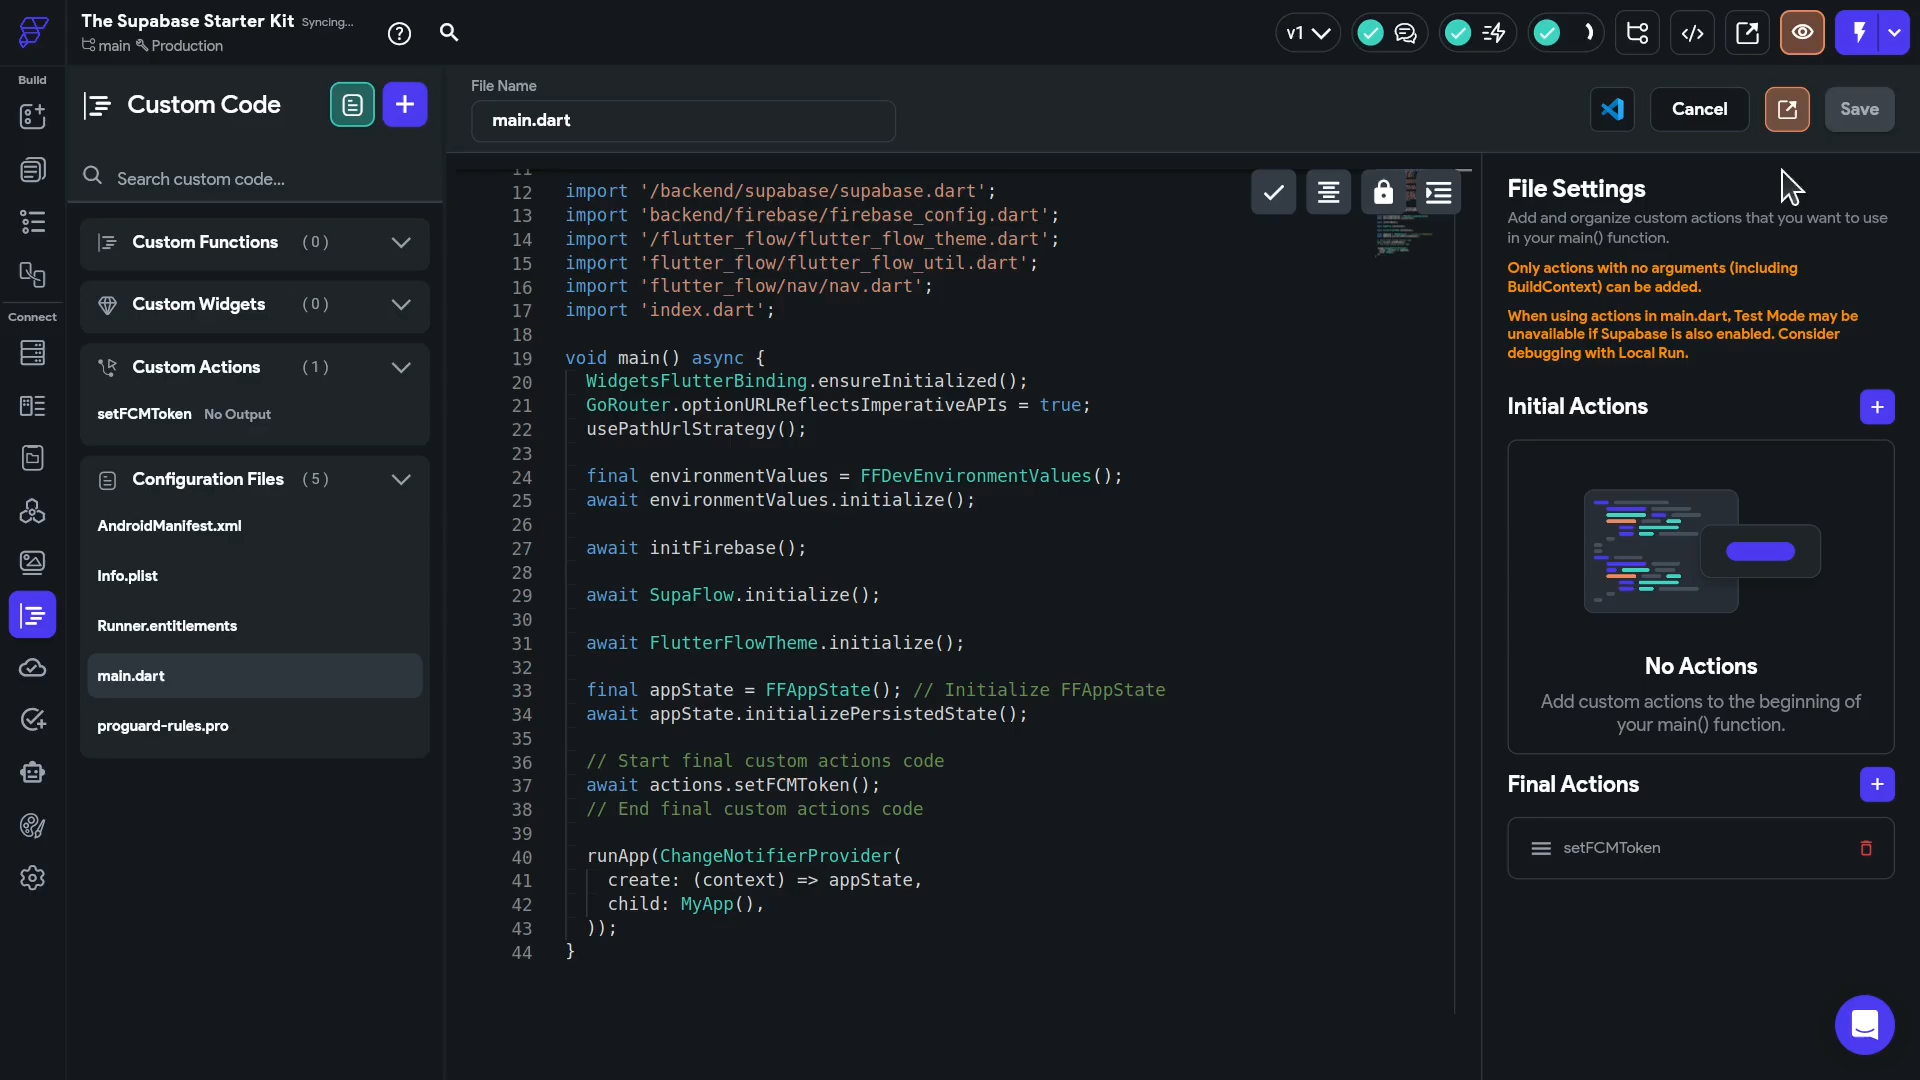 The Supabase Starter Kit Syncing...
main Production
v1
Build
Connect
Custom Code
Search custom code...
Custom Functions (0)
Custom Widgets (0)
Custom Actions (1)
setFCMToken No Output
Configuration Files (5)
AndroidManifest.xml
Info.plist
Runner.entitlements
main.dart
proguard-rules.pro
File Name
main.dart
Cancel
Save
11
12 import '/backend/supabase/supabase.dart';
13 import 'backend/firebase/firebase_config.dart';
14 import '/flutter_flow/flutter_flow_theme.dart';
15 import 'flutter_flow/flutter_flow_util.dart';
16 import 'flutter_flow/nav/nav.dart';
17 import 'index.dart';
18
19 void main() async {
20 WidgetsFlutterBinding.ensureInitialized();
21 GoRouter.optionURLReflectsImperativeAPIs = true;
22 usePathUrlStrategy();
23
24 final environmentValues = FFDevEnvironmentValues();
25 await environmentValues.initialize();
26
27 await initFirebase();
28
29 await SupaFlow.initialize();
30
31 await FlutterFlowTheme.initialize();
32
33 final appState = FFAppState(); // Initialize FFAppState
34 await appState.initializePersistedState();
35
36 // Start final custom actions code
37 await actions.setFCMToken();
38 // End final custom actions code
39
40 runApp(ChangeNotifierProvider(
41 create: (context) => appState,
42 child: MyApp(),
43 ));
44 }
File Settings
Add and organize custom actions that you want to use
in your main() function.
Only actions with no arguments (including
BuildContext) can be added.
When using actions in main.dart, Test Mode may be
unavailable if Supabase is also enabled. Consider
debugging with Local Run.
Initial Actions
No Actions
Add custom actions to the beginning of
your main() function.
Final Actions
setFCMToken